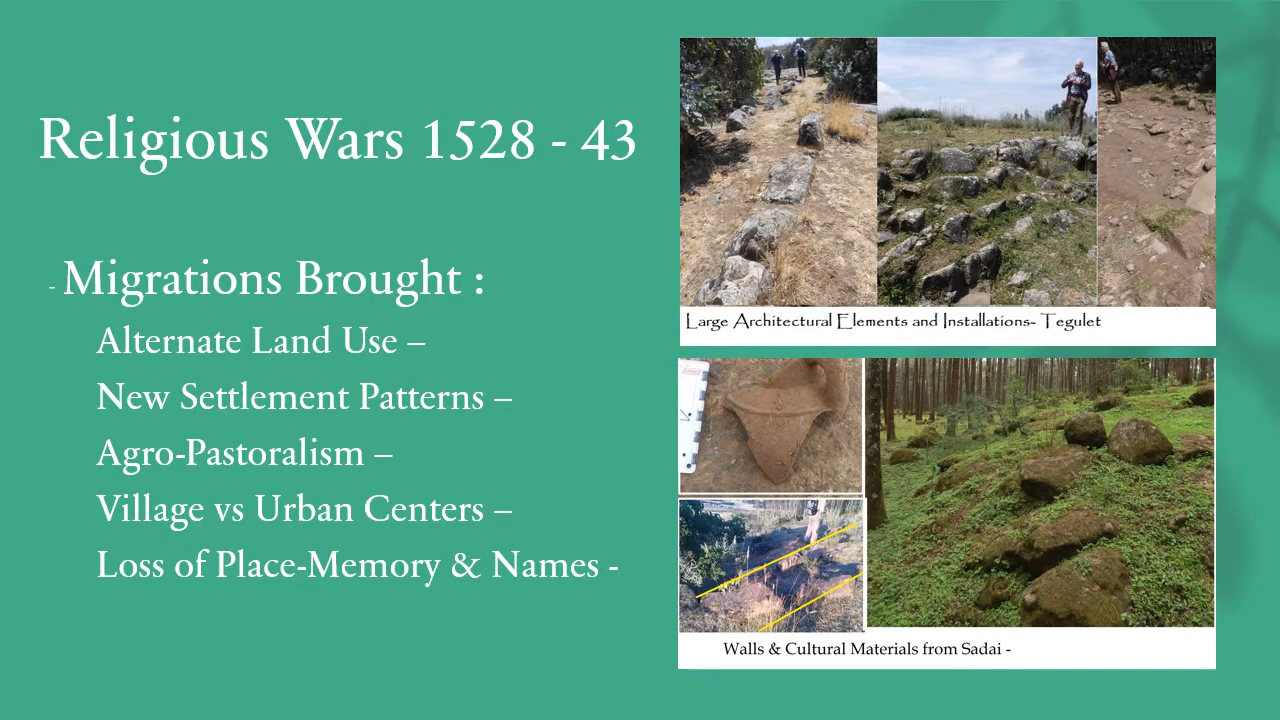 Religious Wars 1528 - 43
- Migrations Brought :
Alternate Land Use –
New Settlement Patterns –
Agro-Pastoralism –
Village vs Urban Centers –
Loss of Place-Memory & Names -
Large Architectural Elements and Installations- Tegulet
Walls & Cultural Materials from Sadai -